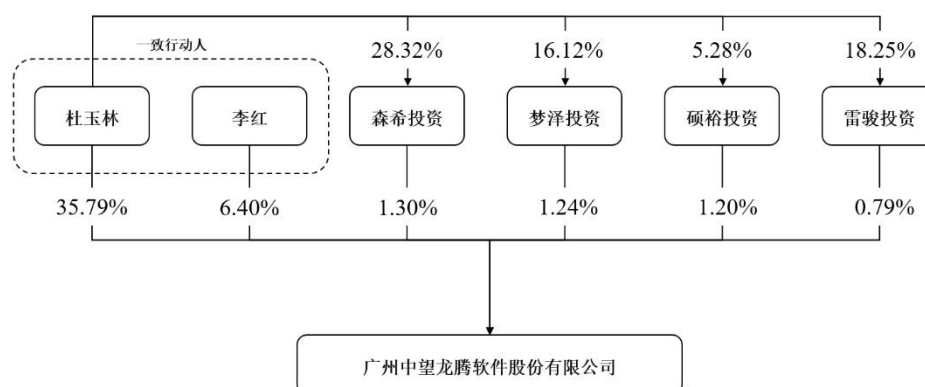 一致行动人
28.32%
16.12%
5.28%
18.25%
杜玉林
李红
森希投资
梦泽投资
硕裕投资
雷骏投资
35.79%
6.40%
1.30%
1.24%
1.20%
0.79%
广州中望龙腾软件股份有限公司